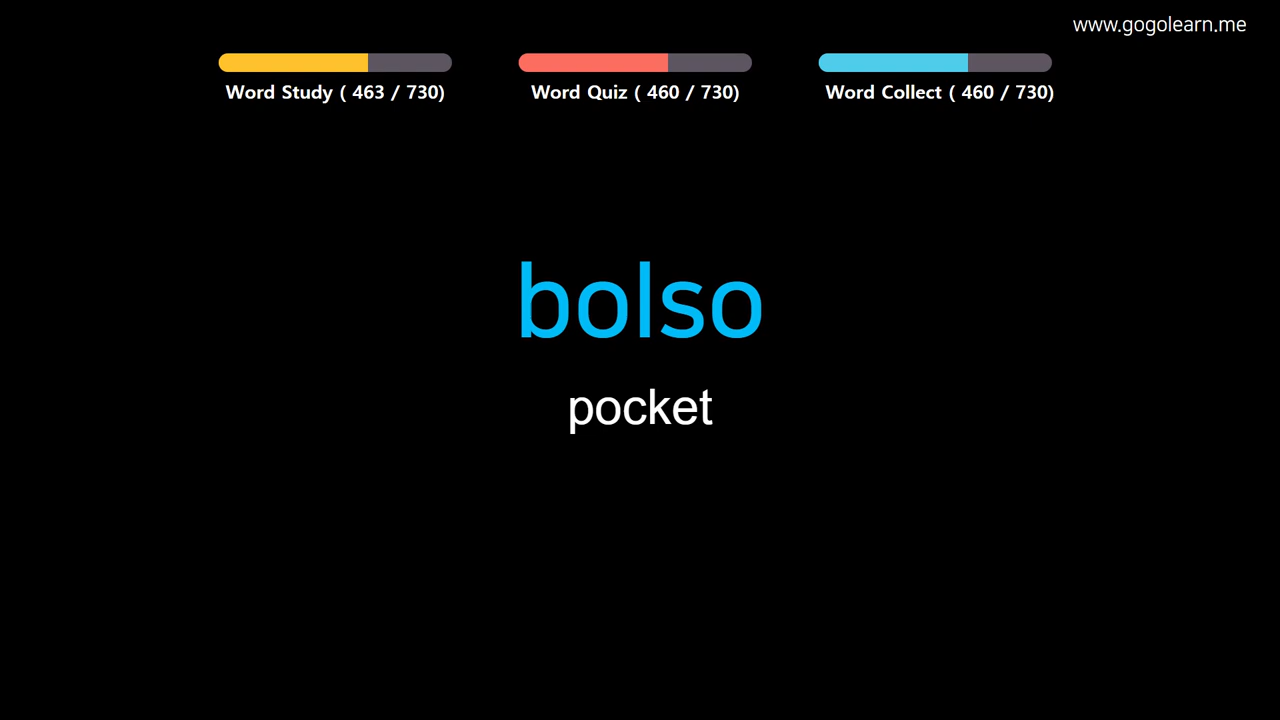 www.gogolearn.me
Word Study ( 463 / 730)
Word Quiz ( 460 / 730)
Word Collect ( 460 / 730)
bolso
pocket